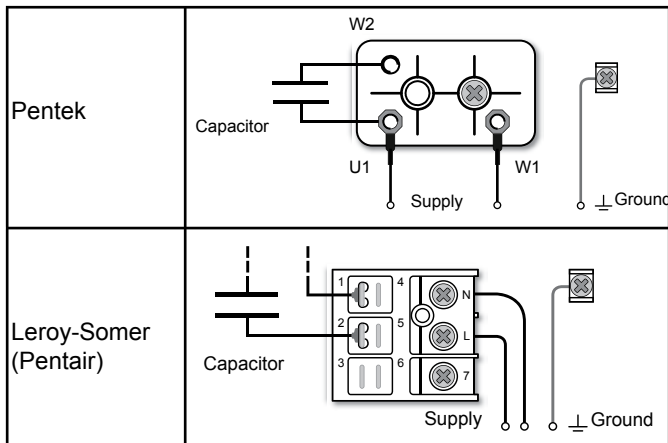 Pentek
W2
Capacitor
U1
W1
Supply
Ground
Leroy-Somer
(Pentair)
1
4
N
2
5
L
3
6
7
Capacitor
Supply
Ground